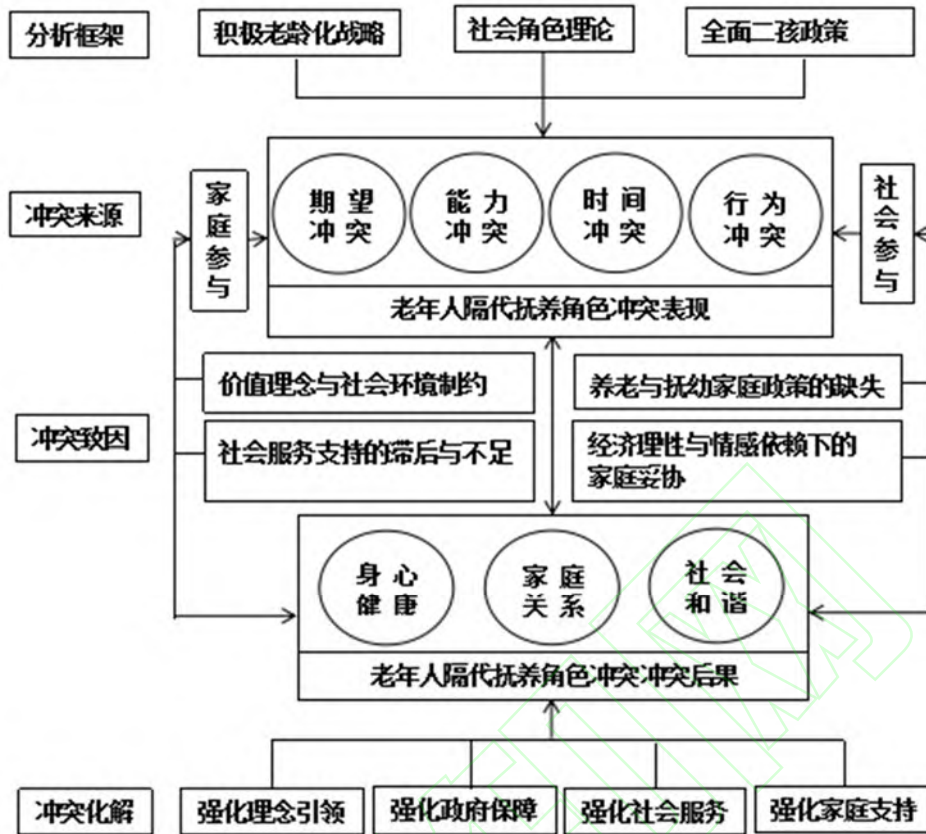 分析框架
积极老龄化战略
社会角色理论
全面二孩政策
冲突来源
家庭参与
期望
冲突
能力
冲突
时间
冲突
行为
冲突
社会参与
老年人隔代抚养角色冲突表现
冲突致因
价值理念与社会环境制约
养老与扶幼家庭政策的缺失
社会服务支持的滞后与不足
经济理性与情感依赖下的
家庭妥协
身心
健康
家庭
关系
社会
和谐
老年人隔代抚养角色冲突冲突后果
冲突化解
强化理念引领
强化政府保障
强化社会服务
强化家庭支持